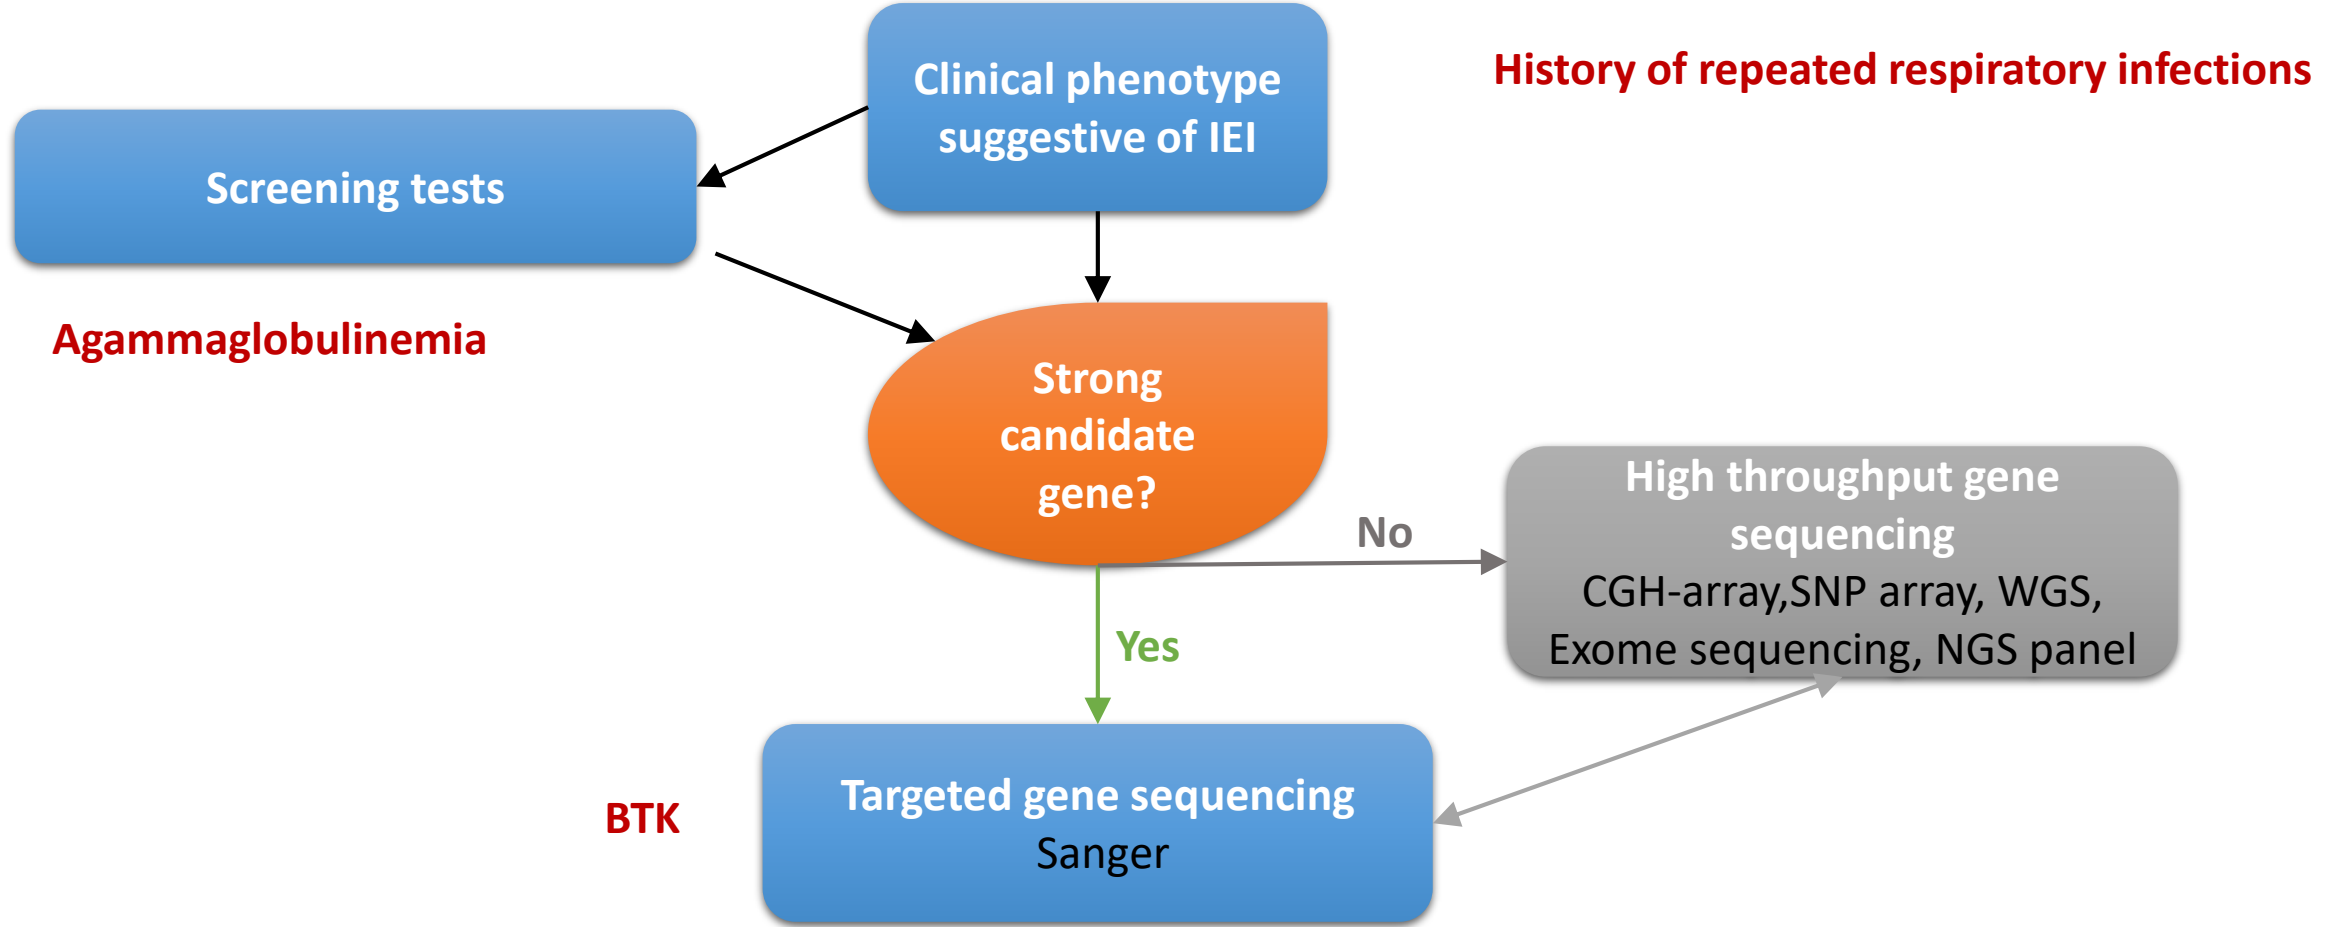 Clinical phenotype
suggestive of IEI
History of repeated respiratory infections
Screening tests
Agammaglobulinemia
Strong
candidate
gene?
No
High throughput gene
sequencing
CGH-array,SNP array, WGS,
Exome sequencing, NGS panel
Yes
BTK
Targeted gene sequencing
Sanger